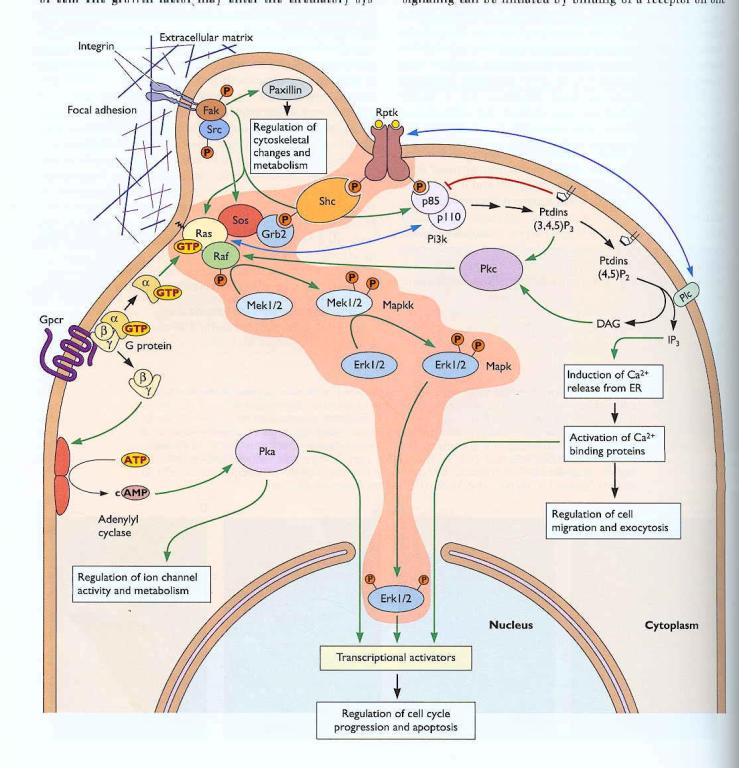 Extracellular matrix
Integrin
Focal adhesion
Fak
P
Src
P
Paxillin
Regulation of
cytoskeletal
changes and
metabolism
Rptk
P
P
Shc
p85
p110
Pi3k
Ptdins
(3,4,5)P3
Ptdins
(4,5)P2
Plc
Sos
Grb2
P
Ras
GTP
Raf
P
Pkc
DAG
IP3
Mek1/2
Mek1/2
P
P
Mapkk
Erk1/2
Erk1/2
P
P
Mapk
α
GTP
Gpcr
α
β
γ
GTP
G protein
β
γ
ATP
cAMP
Adenylyl
cyclase
Pka
Regulation of ion channel
activity and metabolism
Induction of Ca2+
release from ER
Activation of Ca2+
binding proteins
Regulation of cell
migration and exocytosis
P
P
Erk1/2
Nucleus
Cytoplasm
Transcriptional activators
Regulation of cell cycle
progression and apoptosis